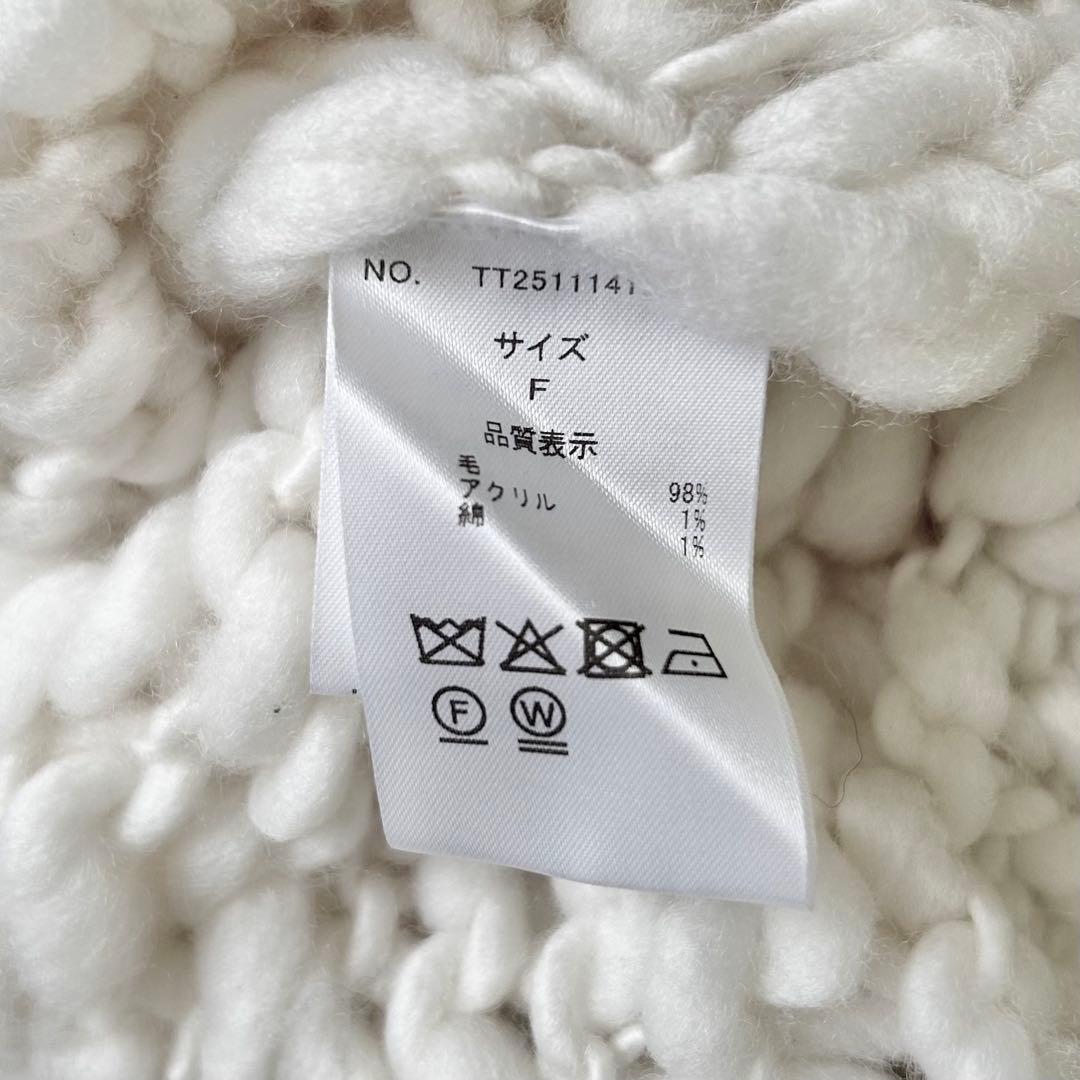 NO. TT2511141
サイズ
F
品質表示
毛 98%
アクリル 1%
綿 1%
F W